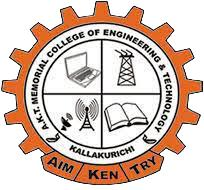 A.K.T. MEMORIAL COLLEGE OF ENGINEERING & TECHNOLOGY
KALLAKURICHI
AIM KEN TRY